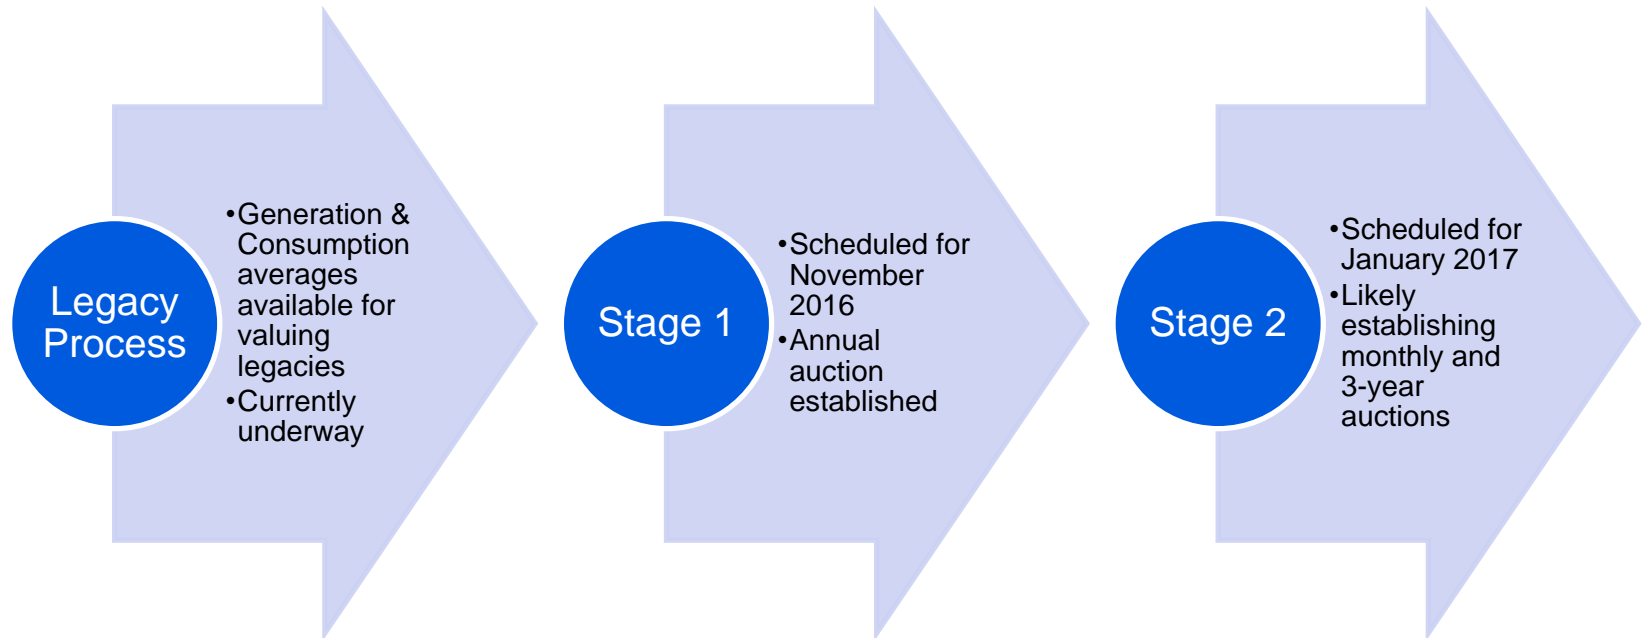 Legacy
Process
•Generation &
Consumption
averages
available for
valuing
legacies
•Currently
underway
Stage 1
•Scheduled for
November
2016
•Annual
auction
established
Stage 2
•Scheduled for
January 2017
•Likely
establishing
monthly and
3-year
auctions